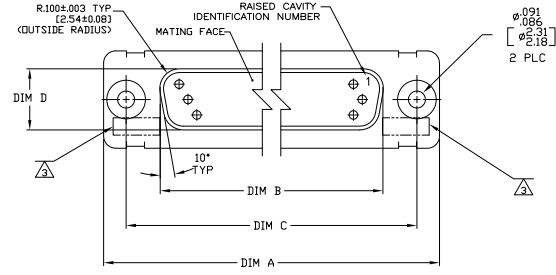 R.100±.003 TYP
[2.54±0.08]
(OUTSIDE RADIUS)
RAISED CAVITY
IDENTIFICATION NUMBER
MATING FACE
1
ø.091
.086
[ø2.31
2.18]
2 PLC
DIM D
3
10°
TYP
3
DIM B
DIM C
DIM A